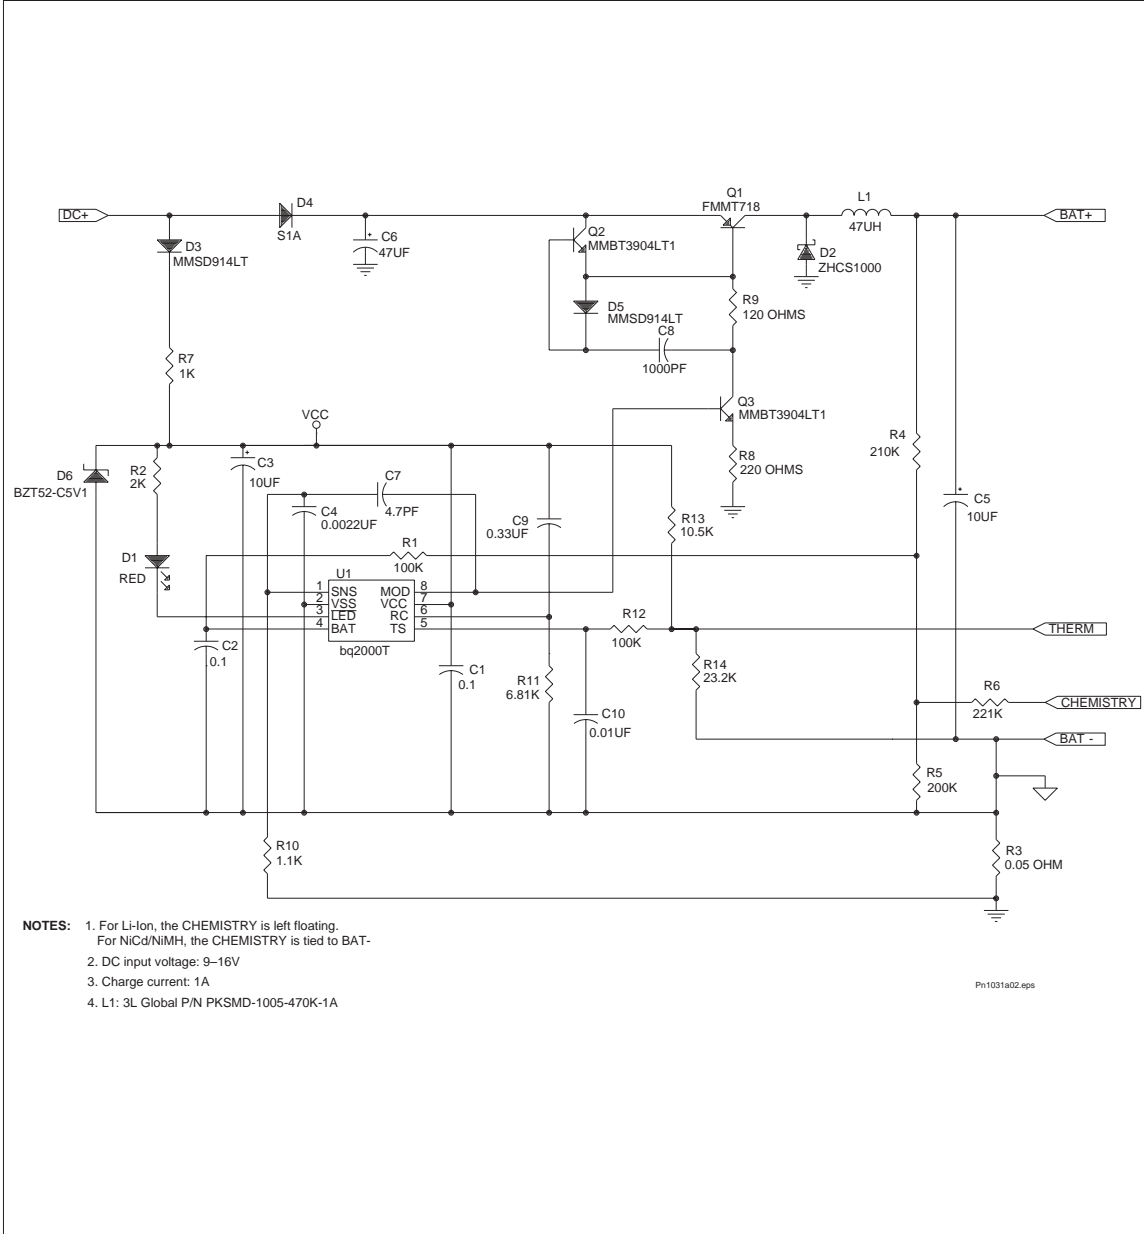 DC+
D4
S1A
D3
MMSD914LT
C6
47UF
Q2
MMBT3904LT1
Q1
FMMT718
L1
47UH
BAT+
D2
ZHCS1000
D5
MMSD914LT
R9
120 OHMS
C8
1000PF
R7
1K
Q3
MMBT3904LT1
VCC
R4
210K
D6
BZT52-C5V1
R2
2K
C3
10UF
R8
220 OHMS
C7
4.7PF
C4
0.0022UF
C9
0.33UF
R13
10.5K
C5
10UF
D1
RED
R1
100K
U1
1 SNS MOD 8
2 VSS VCC 7
3 LED RC 6
4 BAT TS 5
bq2000T
R12
100K
THERM
C2
0.1
C1
0.1
R11
6.81K
R14
23.2K
R6
221K
CHEMISTRY
C10
0.01UF
BAT -
R5
200K
R10
1.1K
R3
0.05 OHM
NOTES: 1. For Li-Ion, the CHEMISTRY is left floating.
For NiCd/NiMH, the CHEMISTRY is tied to BAT-
2. DC input voltage: 9–16V
3. Charge current: 1A
4. L1: 3L Global P/N PKSMD-1005-470K-1A
Pn1031a02.eps